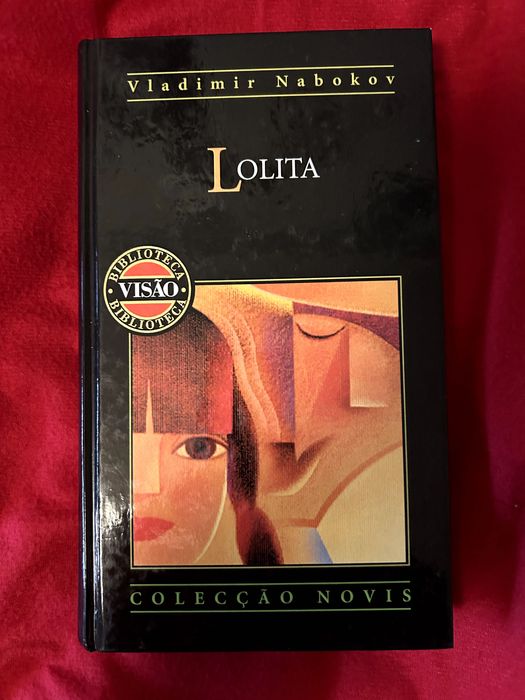 Vladimir Nabokov
LOLITA
BIBLIOTECA
VISÃO
BIBLIOTECA
COLECÇÃO NOVIS